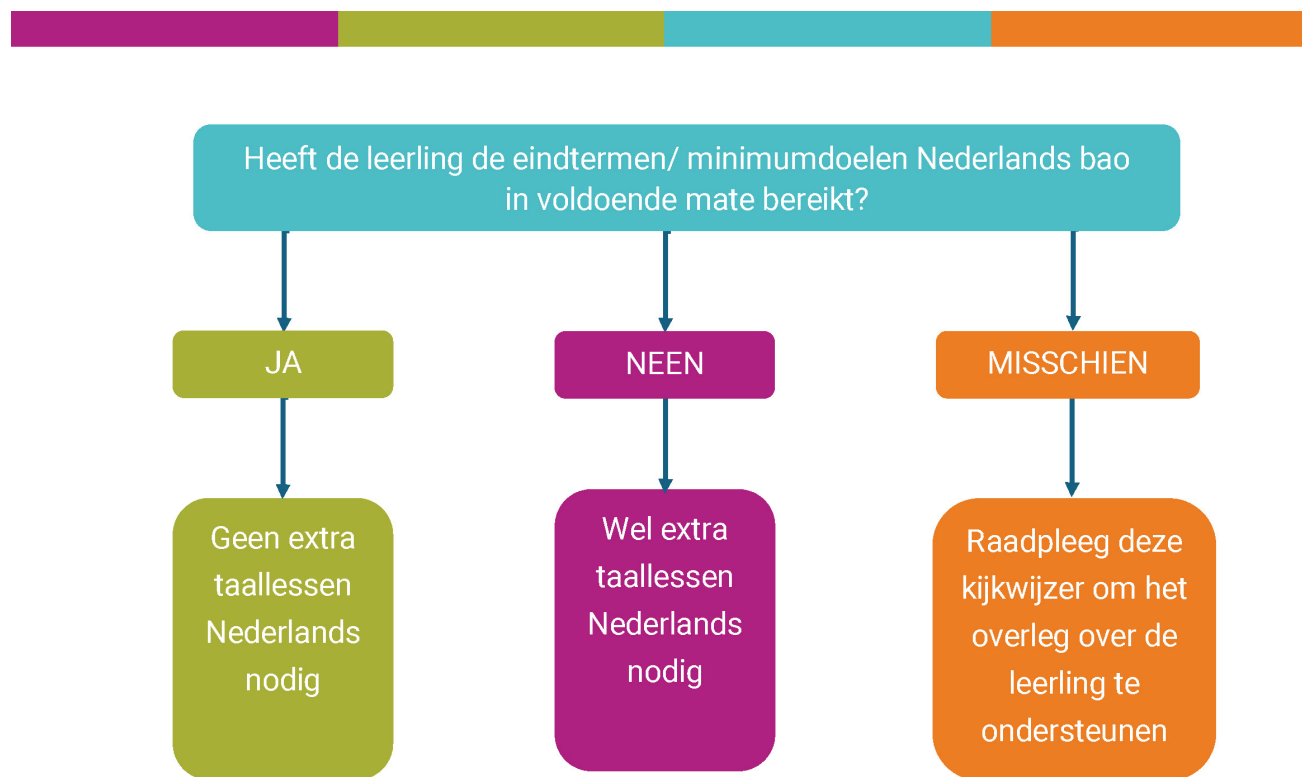 Heeft de leerling de eindtermen/ minimumdoelen Nederlands bao
in voldoende mate bereikt?
JA
NEEN
MISSCHIEN
Geen extra
taallessen
Nederlands
nodig
Wel extra
taallessen
Nederlands
nodig
Raadpleeg deze
kijkwijzer om het
overleg over de
leerling te
ondersteunen